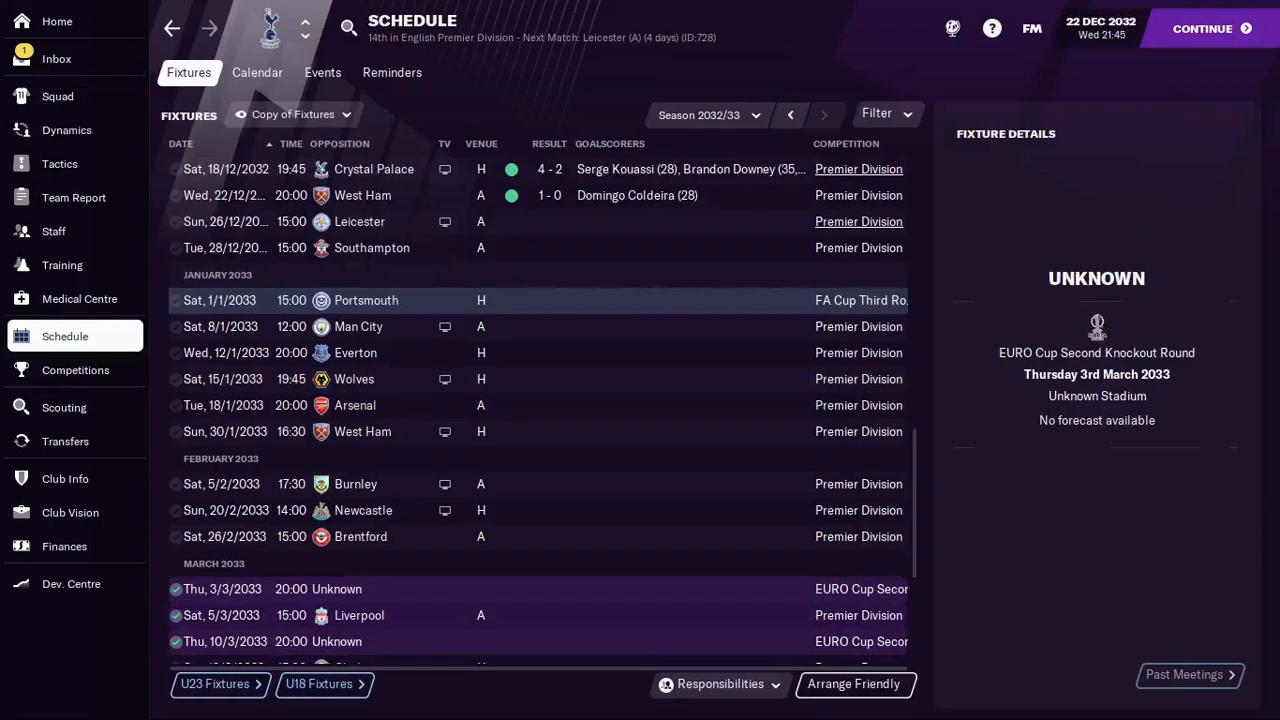 Home
1
Inbox
11
Squad
Dynamics
Tactics
Team Report
Staff
Training
Medical Centre
Schedule
Competitions
Scouting
Transfers
Club Info
Club Vision
Finances
Dev. Centre
SCHEDULE
14th in English Premier Division - Next Match: Leicester (A) (4 days) (ID:728)
? FM 22 DEC 2032
Wed 21:45
CONTINUE
Fixtures Calendar Events Reminders
FIXTURES Copy of Fixtures Season 2032/33 Filter
DATE TIME OPPOSITION TV VENUE RESULT GOALSCORERS COMPETITION
Sat, 18/12/2032 19:45 Crystal Palace H 4 - 2 Serge Kouassi (28), Brandon Downey (35,... Premier Division
Wed, 22/12/2... 20:00 West Ham A 1 - 0 Domingo Coldeira (28) Premier Division
Sun, 26/12/20... 15:00 Leicester A Premier Division
Tue, 28/12/20... 15:00 Southampton A Premier Division
JANUARY 2033
Sat, 1/1/2033 15:00 Portsmouth H FA Cup Third Ro.
Sat, 8/1/2033 12:00 Man City A Premier Division
Wed, 12/1/2033 20:00 Everton H Premier Division
Sat, 15/1/2033 19:45 Wolves H Premier Division
Tue, 18/1/2033 20:00 Arsenal A Premier Division
Sun, 30/1/2033 16:30 West Ham H Premier Division
FEBRUARY 2033
Sat, 5/2/2033 17:30 Burnley A Premier Division
Sun, 20/2/2033 14:00 Newcastle H Premier Division
Sat, 26/2/2033 15:00 Brentford A Premier Division
MARCH 2033
Thu, 3/3/2033 20:00 Unknown EURO Cup Secor
Sat, 5/3/2033 15:00 Liverpool A Premier Division
Thu, 10/3/2033 20:00 Unknown EURO Cup Secor
U23 Fixtures U18 Fixtures Responsibilities Arrange Friendly
FIXTURE DETAILS
UNKNOWN
EURO Cup Second Knockout Round
Thursday 3rd March 2033
Unknown Stadium
No forecast available
Past Meetings